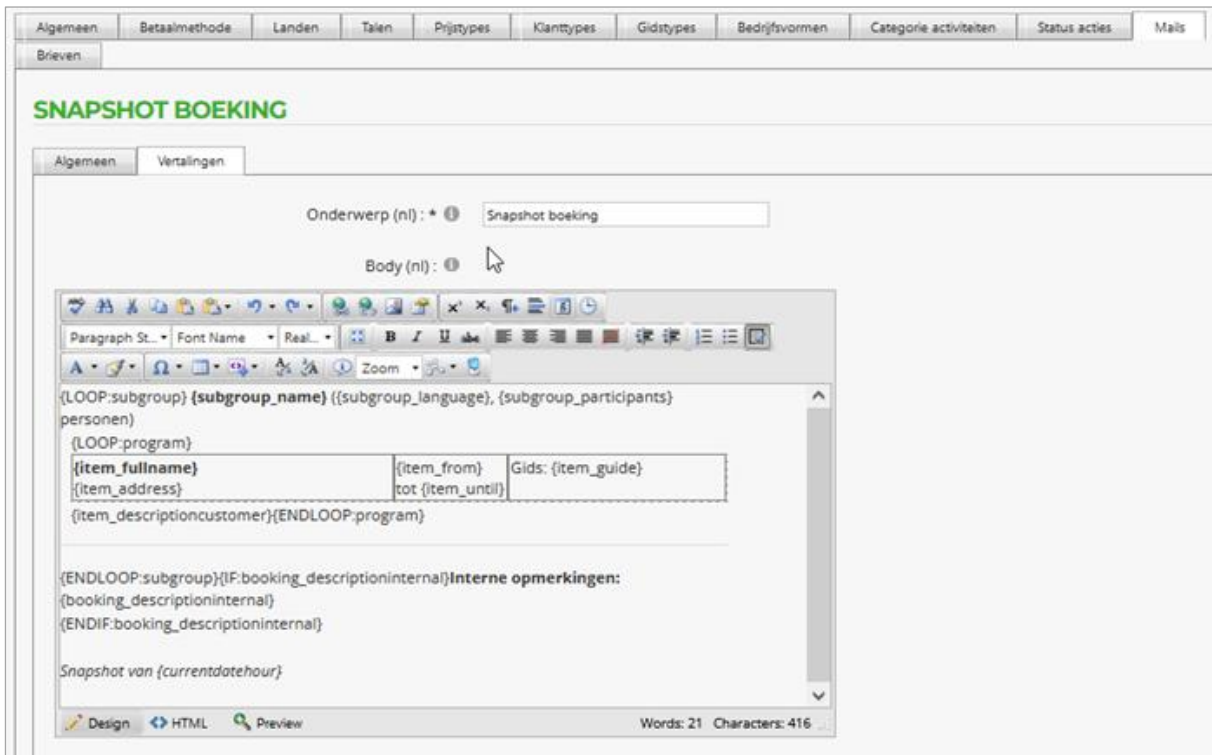 Algemeen Betaalmethode Landen Talen Prijstypes Klanttypes Gidstypes Bedrijfsvormen Categorie activiteiten Status acties Mails
Brieven
SNAPSHOT BOEKING
Algemeen Vertalingen
Onderwerp (nl) : * Snapshot boeking
Body (nl) :
Paragraph St... Font Name Real...
Zoom
{LOOP:subgroup} {subgroup_name} ({subgroup_language}, {subgroup_participants}
personen)
{LOOP:program}
{item_fullname} {item_from} Gids: {item_guide}
{item_address} tot {item_until}
{item_descriptioncustomer}{ENDLOOP:program}
{ENDLOOP:subgroup}{IF:booking_descriptioninternal}Interne opmerkingen:
{booking_descriptioninternal}
{ENDIF:booking_descriptioninternal}
Snapshot van {currentdatehour}
Design HTML Preview Words: 21 Characters: 416